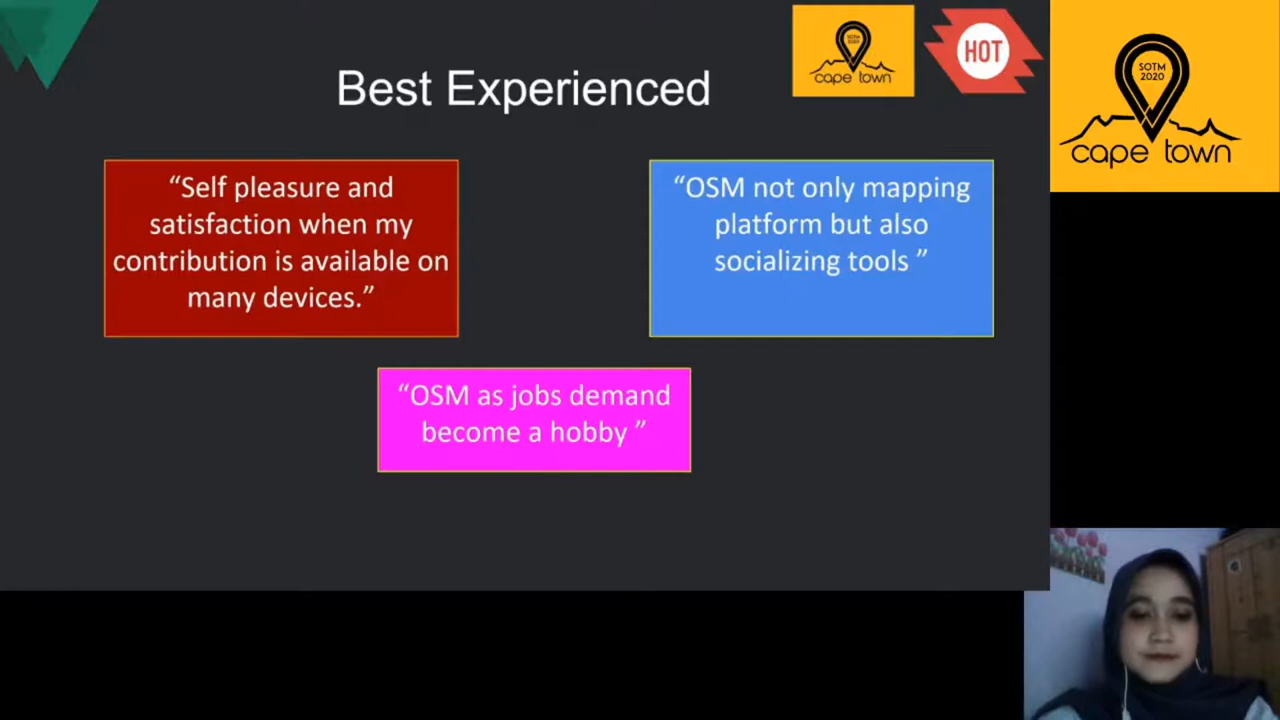 SOTM
2020
cape town
HOT
SOTM
2020
cape town
Best Experienced
“Self pleasure and
satisfaction when my
contribution is available on
many devices.”
“OSM not only mapping
platform but also
socializing tools ”
“OSM as jobs demand
become a hobby ”